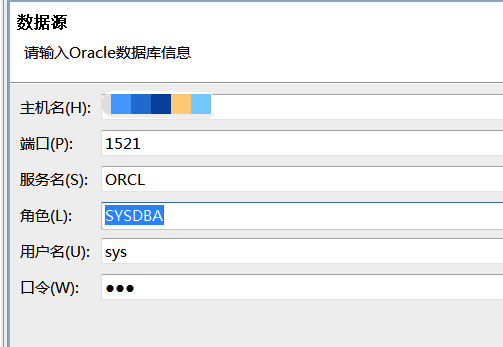 数据源
请输入Oracle数据库信息
主机名(H):
端口(P): 1521
服务名(S): ORCL
角色(L): SYSDBA
用户名(U): sys
口令(W): ●●●